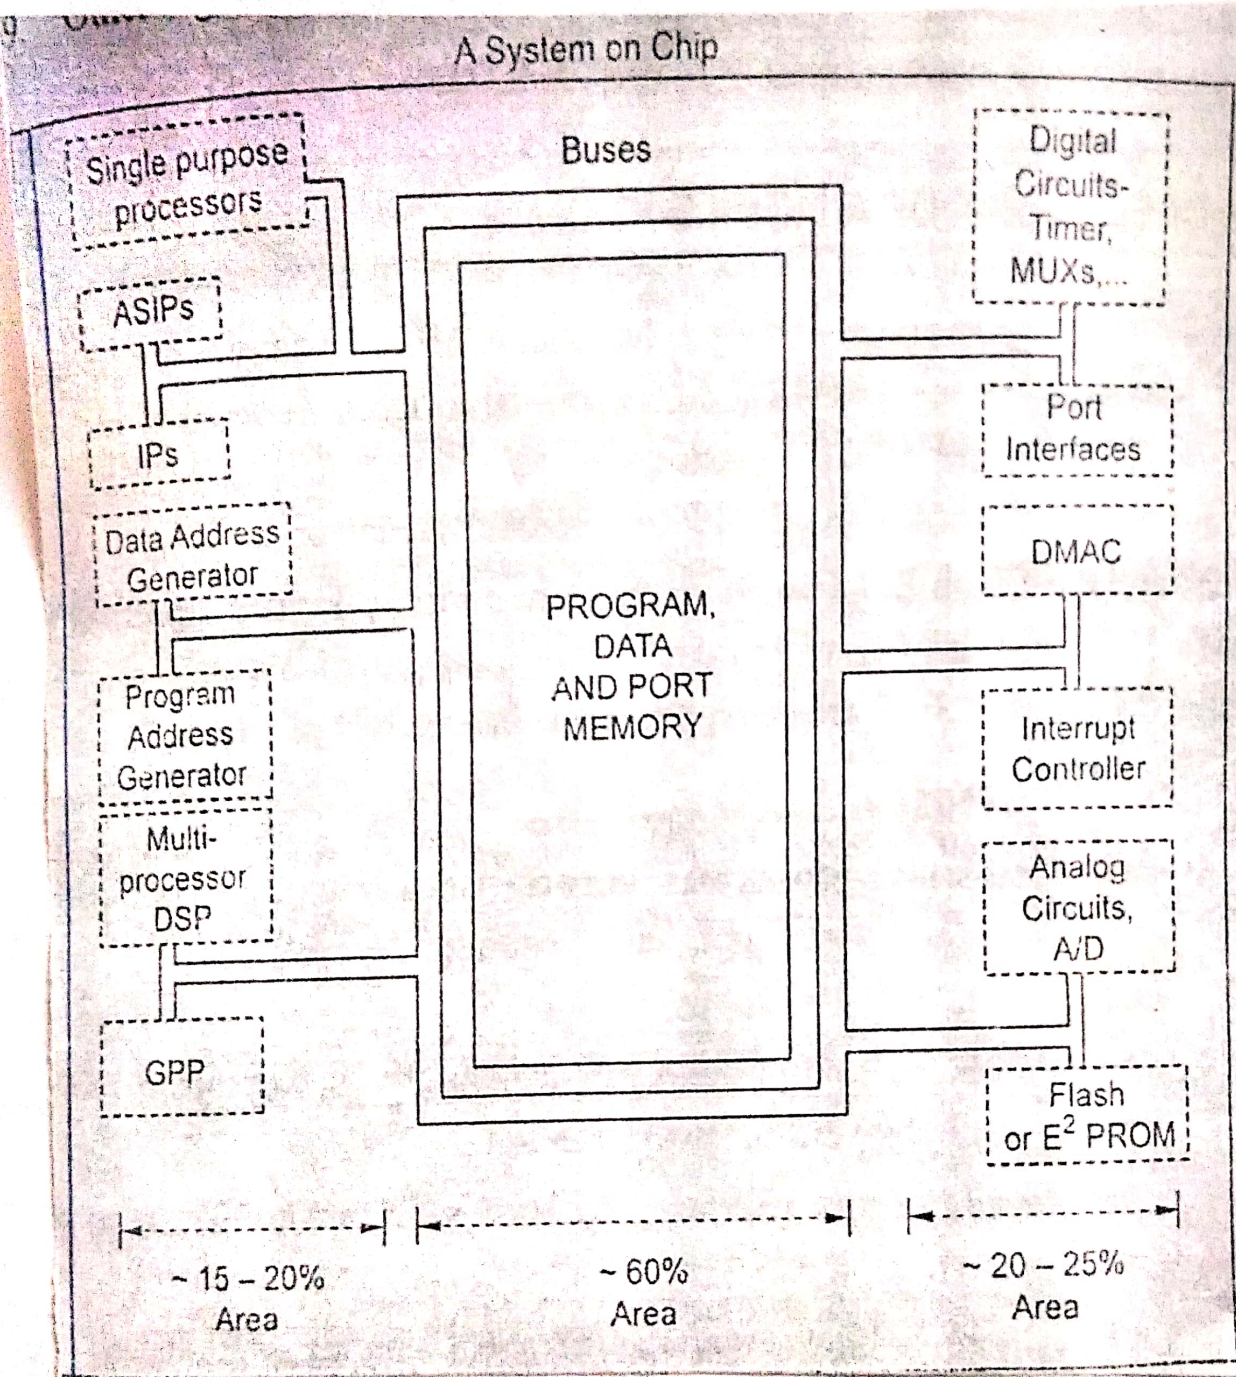 A System on Chip
Buses
Single purpose
processors
ASIPs
IPs
Data Address
Generator
Program
Address
Generator
Multi-
processor
DSP
GPP
PROGRAM,
DATA
AND PORT
MEMORY
Digital
Circuits-
Timer,
MUXs,...
Port
Interfaces
DMAC
Interrupt
Controller
Analog
Circuits,
A/D
Flash
or E² PROM
~ 15 – 20%
Area
~ 60%
Area
~ 20 – 25%
Area